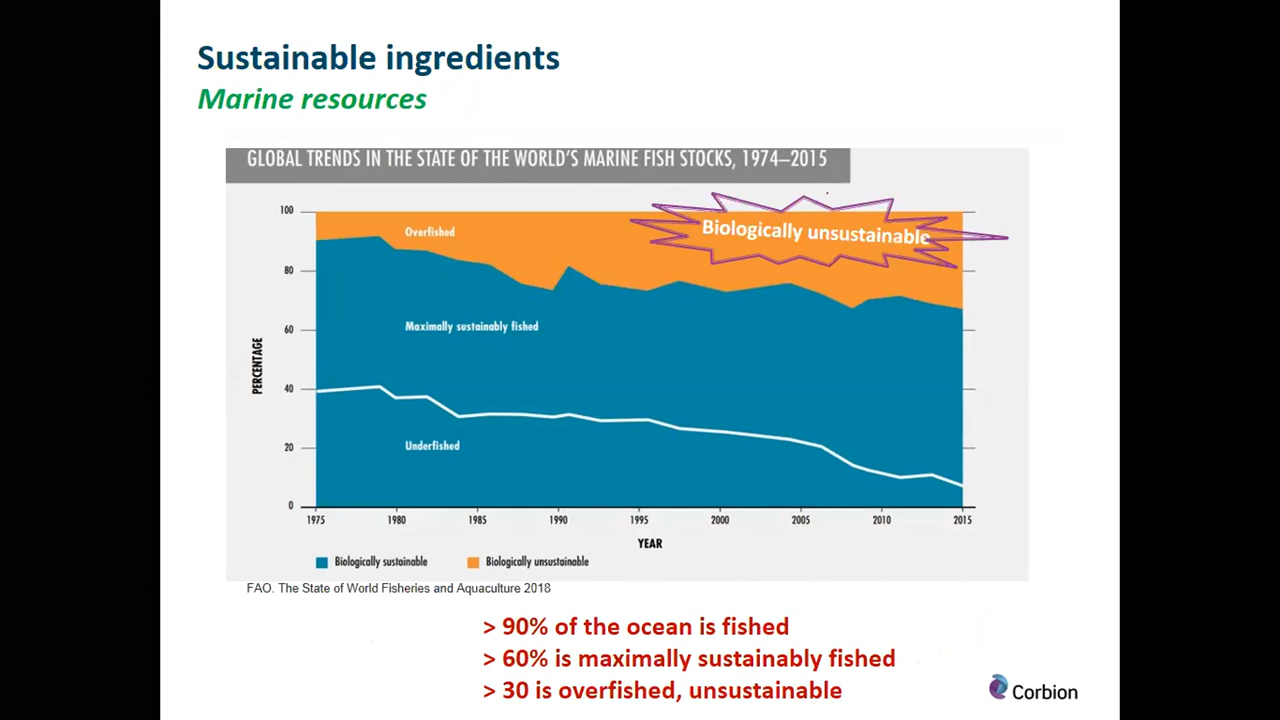 Sustainable ingredients
Marine resources
GLOBAL TRENDS IN THE STATE OF THE WORLD'S MARINE FISH STOCKS, 1974–2015
100
Overfished
Biologically unsustainable
80
Maximally sustainably fished
60
PERCENTAGE
40
Underfished
20
0
1975 1980 1985 1990 1995 2000 2005 2010 2015
YEAR
Biologically sustainable Biologically unsustainable
FAO. The State of World Fisheries and Aquaculture 2018
> 90% of the ocean is fished
> 60% is maximally sustainably fished
> 30 is overfished, unsustainable
Corbion